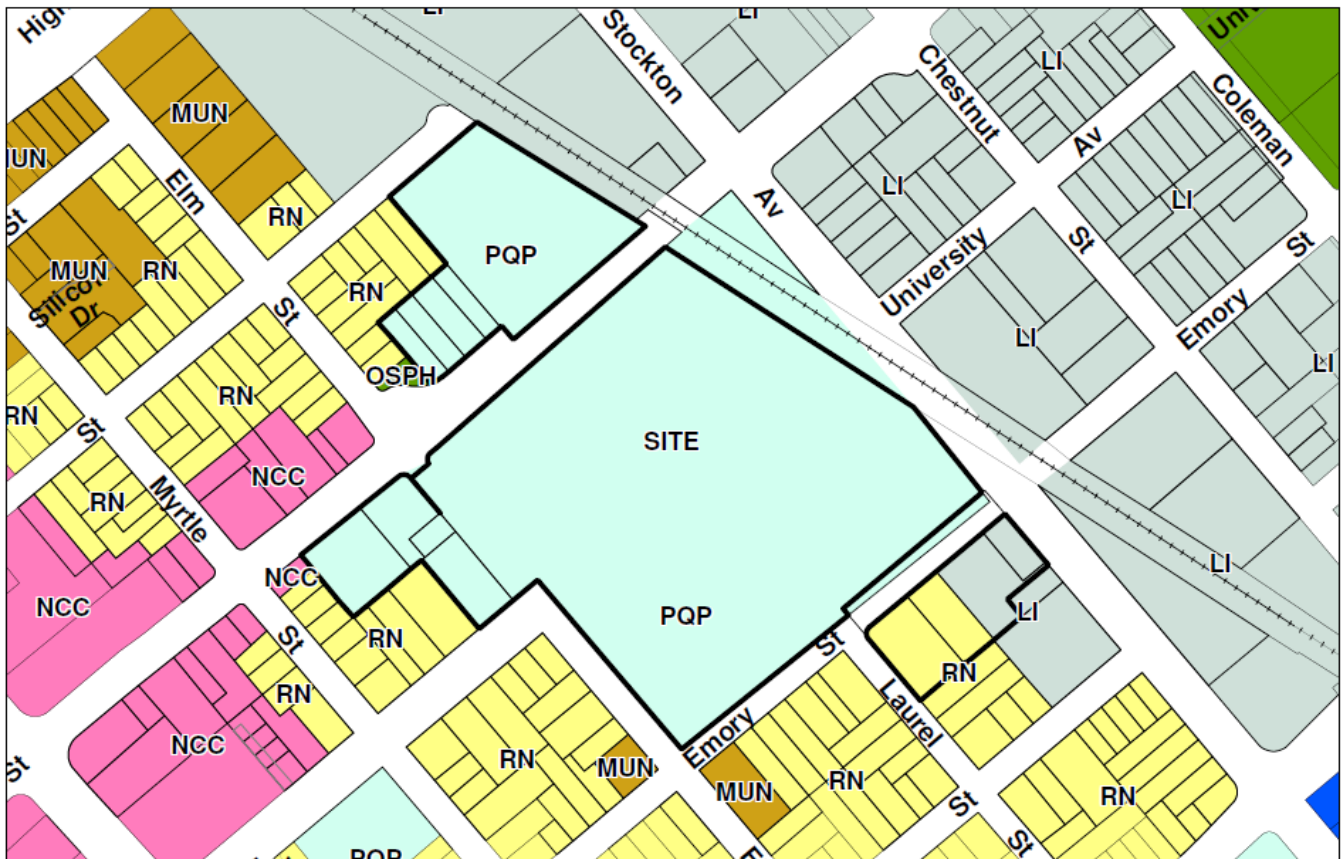 High
LI
Stockton
LI
Chestnut
LI
Coleman
MUN
Av
St
Elm
RN
Av
LI
LI
St
St
MUN
RN
PQP
RN
University
Silicon
Dr
St
Emory
LI
LI
OSPH
RN
RN
St
SITE
NCC
RN
Myrtle
LI
NCC
NCC
PQP
LI
St
RN
St
RN
RN
Laurel
NCC
Emory
RN
MUN
MUN
RN
RN
St
St
St
PQP